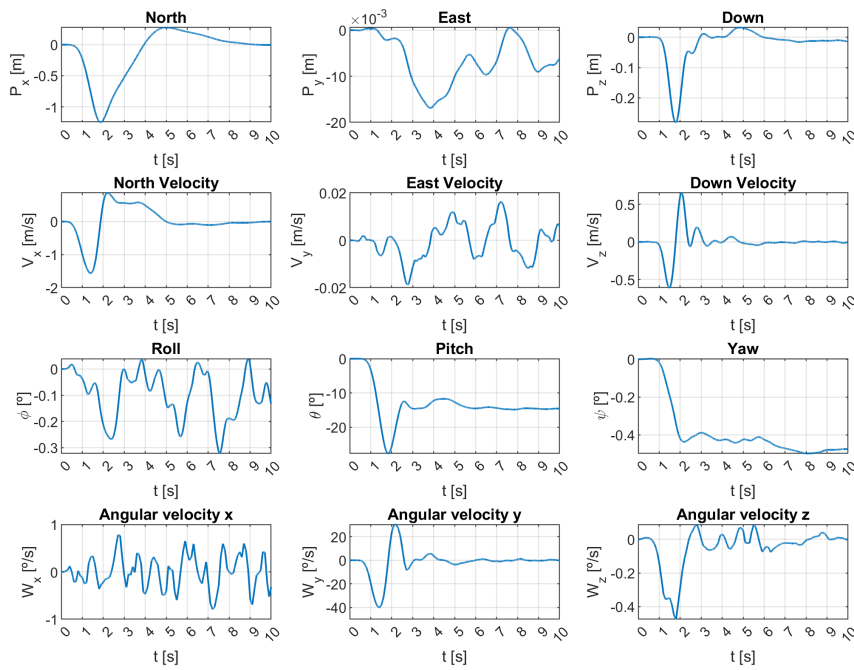 North
East
Down
×10⁻³
P_x [m]
0
-0.5
-1
0 1 2 3 4 5 6 7 8 9 10
t [s]
P_y [m]
0
-10
-20
0 1 2 3 4 5 6 7 8 9 10
t [s]
P_z [m]
0
-0.1
-0.2
0 1 2 3 4 5 6 7 8 9 10
t [s]
North Velocity
East Velocity
Down Velocity
V_x [m/s]
0
-1
-2
0 1 2 3 4 5 6 7 8 9 10
t [s]
V_y [m/s]
0.02
0
-0.02
0 1 2 3 4 5 6 7 8 9 10
t [s]
V_z [m/s]
0.5
0
-0.5
0 1 2 3 4 5 6 7 8 9 10
t [s]
Roll
Pitch
Yaw
ϕ [º]
0
-0.1
-0.2
-0.3
0 1 2 3 4 5 6 7 8 9 10
t [s]
θ [º]
0
-10
-20
0 1 2 3 4 5 6 7 8 9 10
t [s]
ψ [º]
0
-0.2
-0.4
0 1 2 3 4 5 6 7 8 9 10
t [s]
Angular velocity x
Angular velocity y
Angular velocity z
W_x [º/s]
1
0
-1
0 1 2 3 4 5 6 7 8 9 10
t [s]
W_y [º/s]
20
0
-20
-40
0 1 2 3 4 5 6 7 8 9 10
t [s]
W_z [º/s]
0
-0.2
-0.4
0 1 2 3 4 5 6 7 8 9 10
t [s]